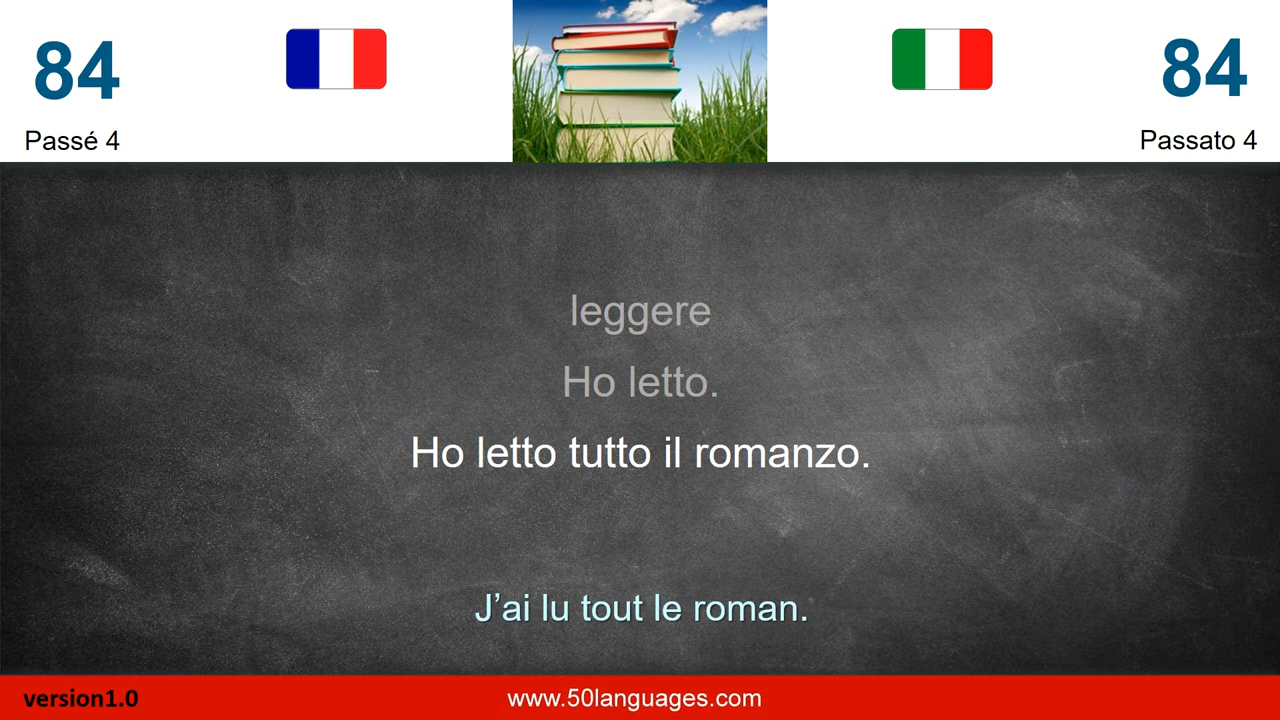 84
84
Passé 4
Passato 4
leggere
Ho letto.
Ho letto tutto il romanzo.
J’ai lu tout le roman.
version1.0
www.50languages.com